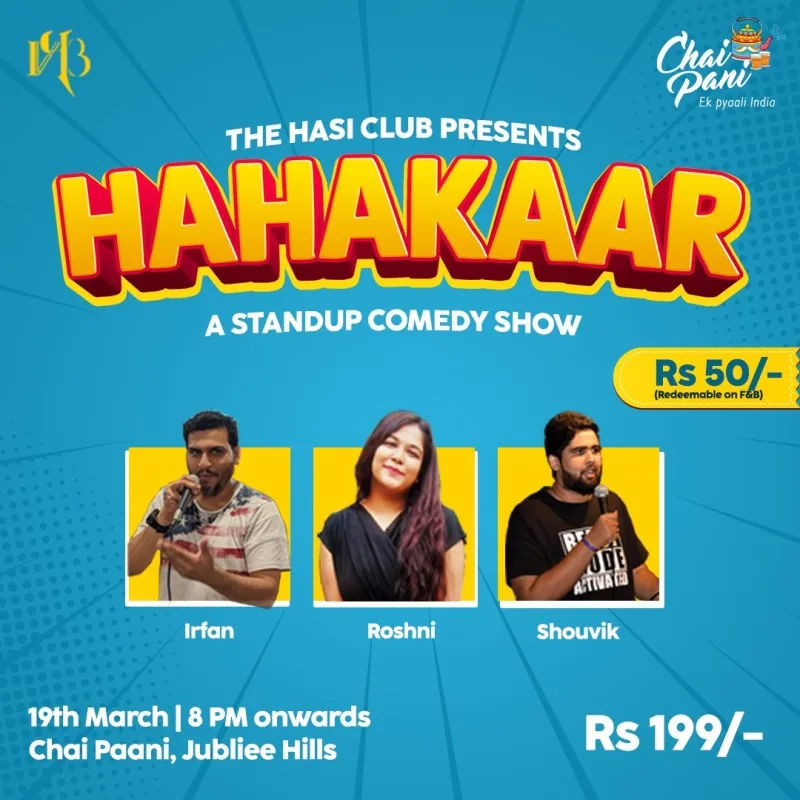 Chai
Pani
Ek pyaali India
THE HASI CLUB PRESENTS
HAHAKAAR
A STANDUP COMEDY SHOW
Rs 50/-
(Redeemable on F&B)
ACTIVATED
Irfan
Roshni
Shouvik
19th March | 8 PM onwards
Chai Paani, Jubliee Hills
Rs 199/-